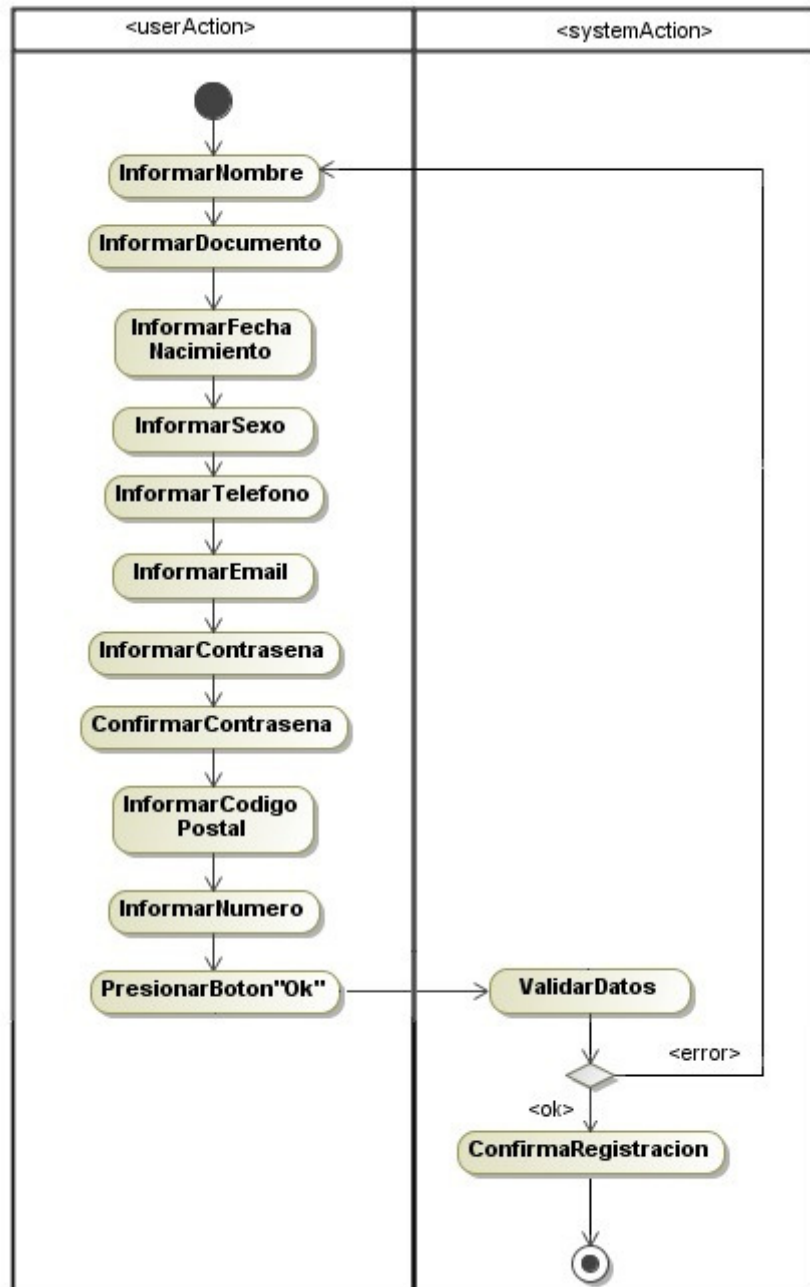 <userAction>
<systemAction>
InformarNombre
InformarDocumento
InformarFecha
Nacimiento
InformarSexo
InformarTelefono
InformarEmail
InformarContrasena
ConfirmarContrasena
InformarCodigo
Postal
InformarNumero
PresionarBoton"Ok"
ValidarDatos
<error>
<ok>
ConfirmaRegistracion